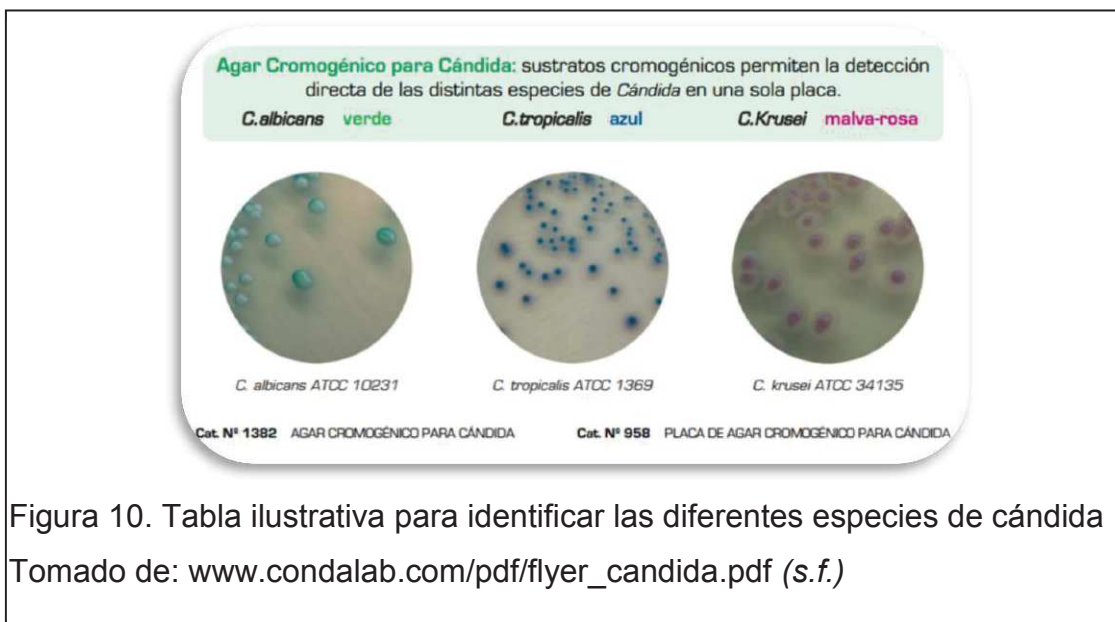 Agar Cromogénico para Cándida: sustratos cromogénicos permiten la detección
directa de las distintas especies de Cándida en una sola placa.
C.albicans verde C.tropicalis azul C.Krusei malva-rosa
C. albicans ATCC 10231 C. tropicalis ATCC 1369 C. krusei ATCC 34135
Cat. Nº 1382 AGAR CROMOGÉNICO PARA CÁNDIDA Cat. Nº 958 PLACA DE AGAR CROMOGÉNICO PARA CÁNDIDA
Figura 10. Tabla ilustrativa para identificar las diferentes especies de cándida
Tomado de: www.condalab.com/pdf/flyer_candida.pdf (s.f.)